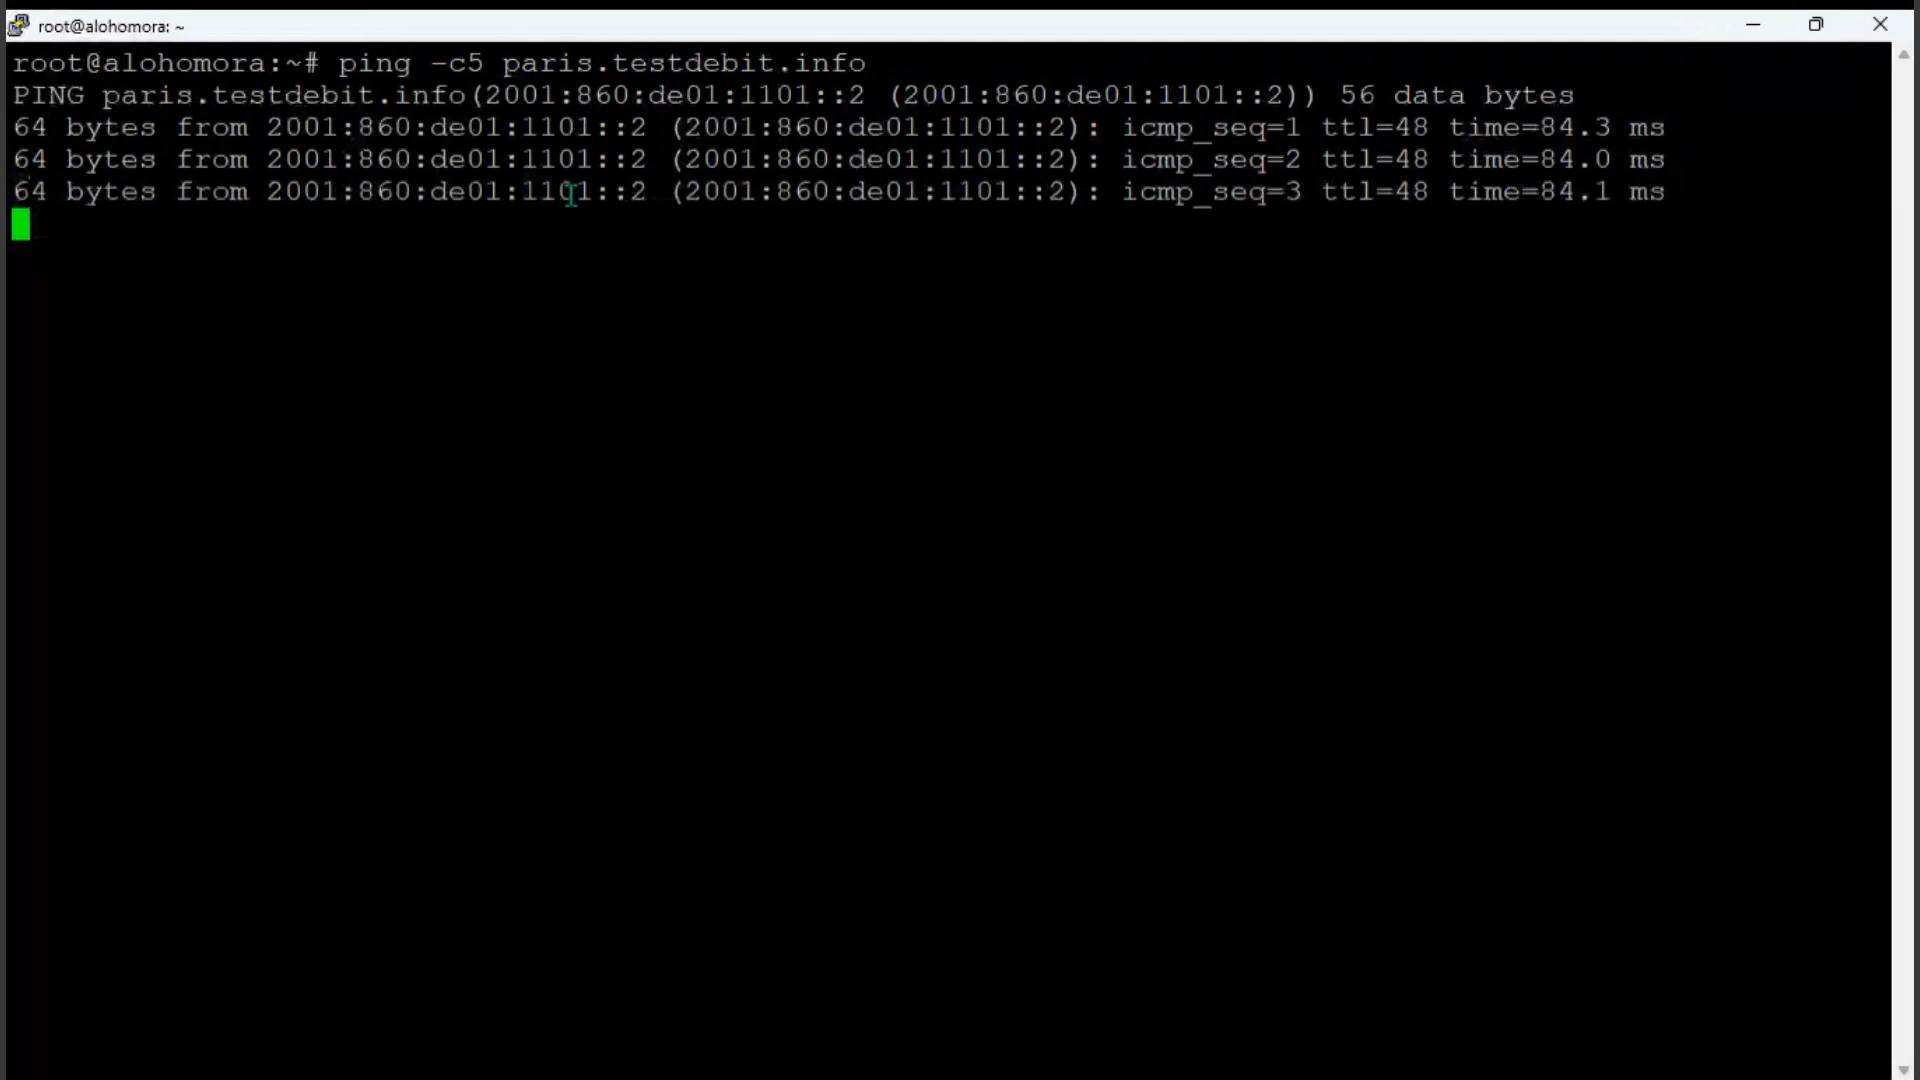 root@alohomora: ~
root@alohomora:~# ping -c5 paris.testdebit.info
PING paris.testdebit.info(2001:860:de01:1101::2 (2001:860:de01:1101::2)) 56 data bytes
64 bytes from 2001:860:de01:1101::2 (2001:860:de01:1101::2): icmp_seq=1 ttl=48 time=84.3 ms
64 bytes from 2001:860:de01:1101::2 (2001:860:de01:1101::2): icmp_seq=2 ttl=48 time=84.0 ms
64 bytes from 2001:860:de01:1101::2 (2001:860:de01:1101::2): icmp_seq=3 ttl=48 time=84.1 ms